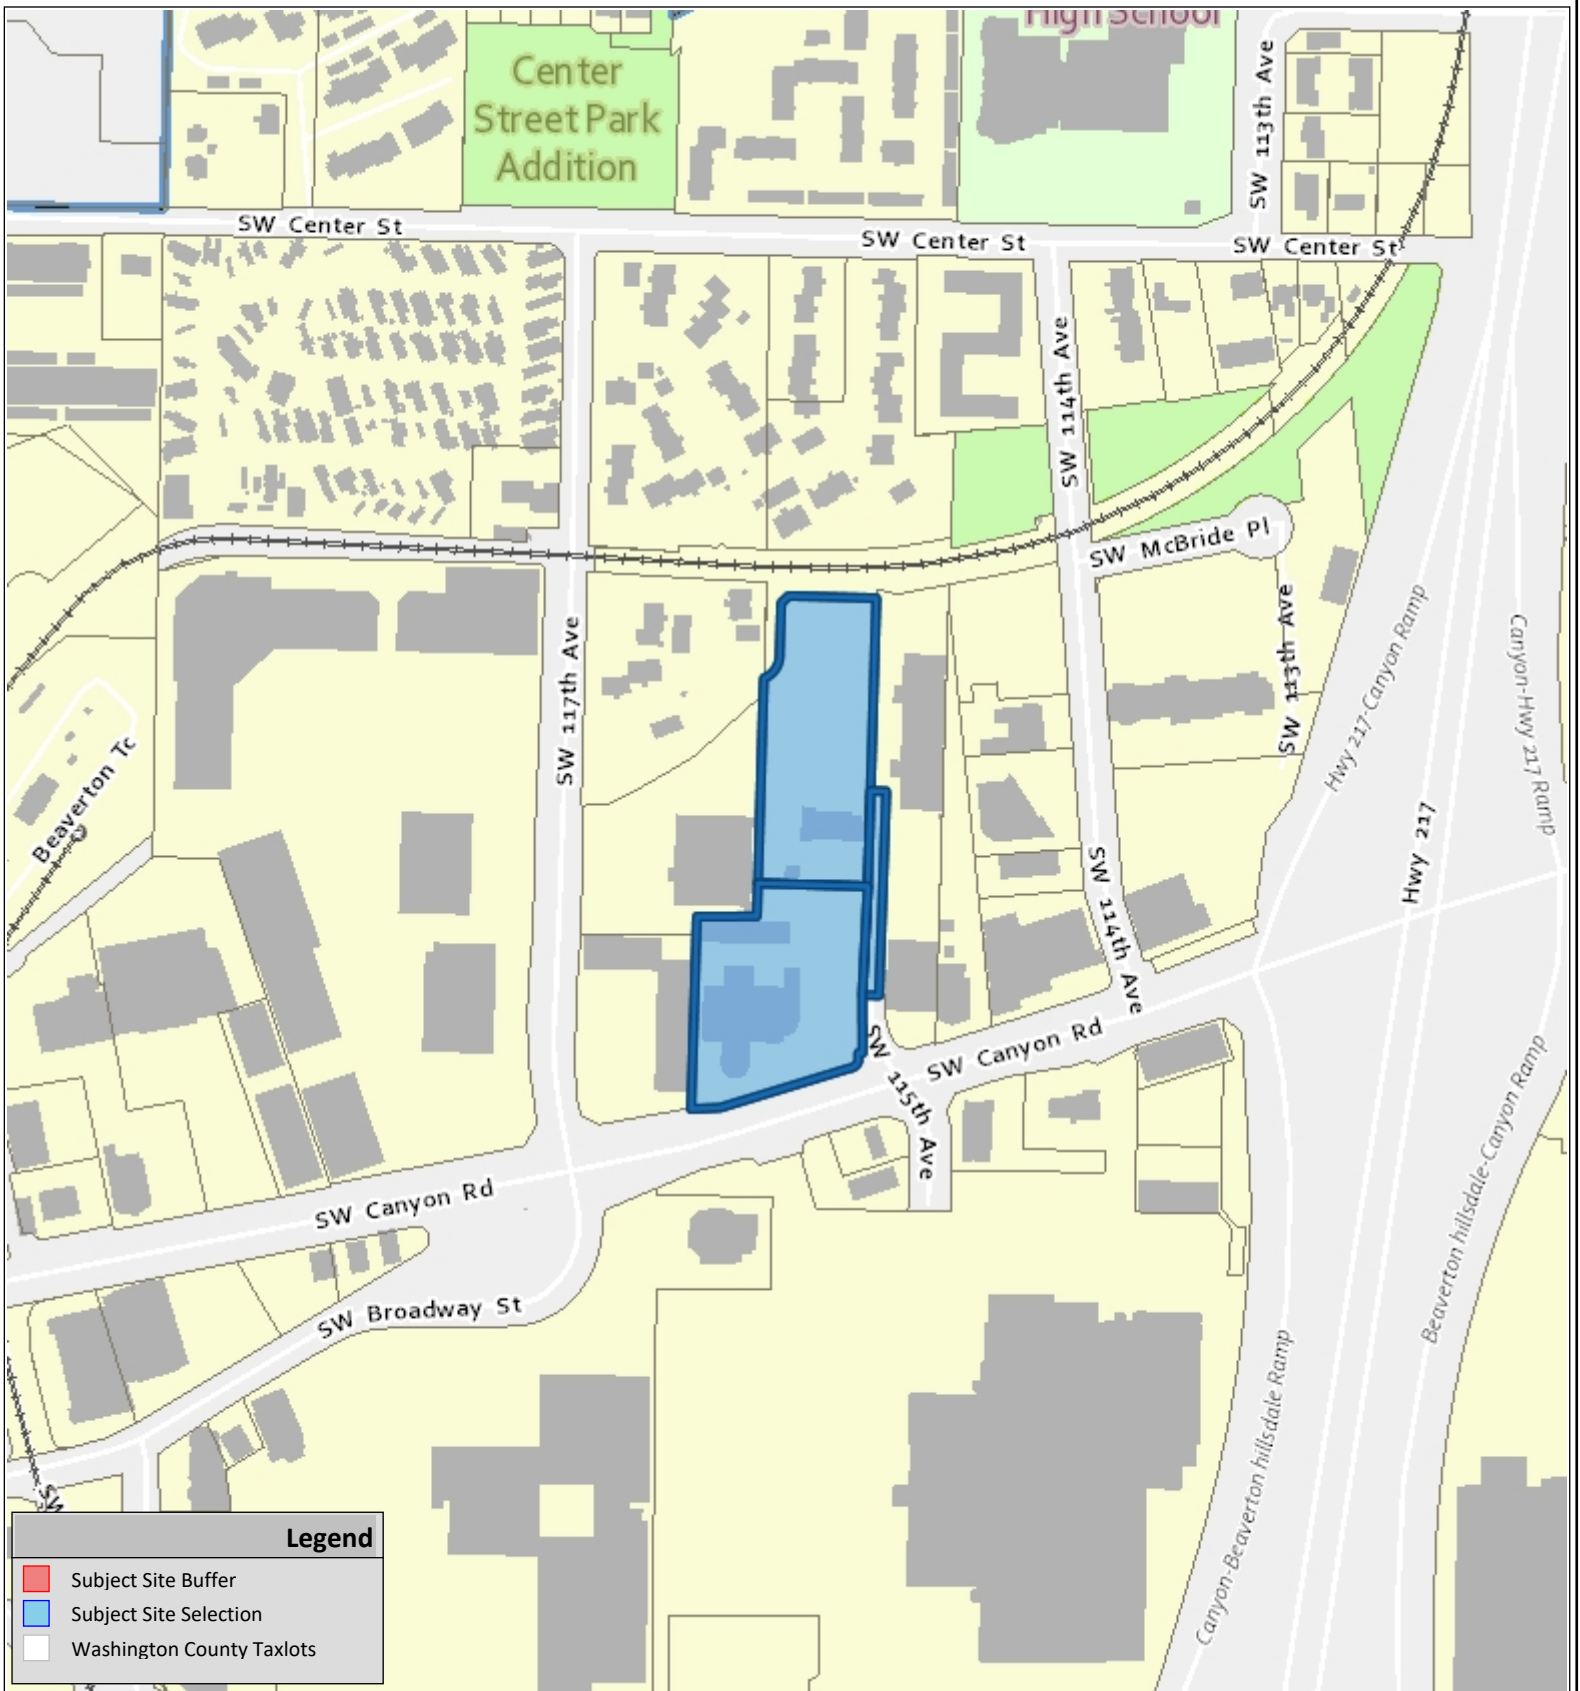 High School
Center
Street Park
Addition
SW 113th Ave
SW Center St
SW Center St
SW Center St
SW 114th Ave
SW McBride Pl
SW 113th Ave
SW 117th Ave
Hwy 217-Canyon Ramp
Canyon-Hwy 217 Ramp
Beaverton Tc
Hwy 217
SW 114th Ave
SW 115th Ave
SW Canyon Rd
SW Canyon Rd
SW Broadway St
Beaverton hillsdale-Canyon Ramp
Canyon-Beaverton hillsdale Ramp
SW
Legend
Subject Site Buffer
Subject Site Selection
Washington County Taxlots